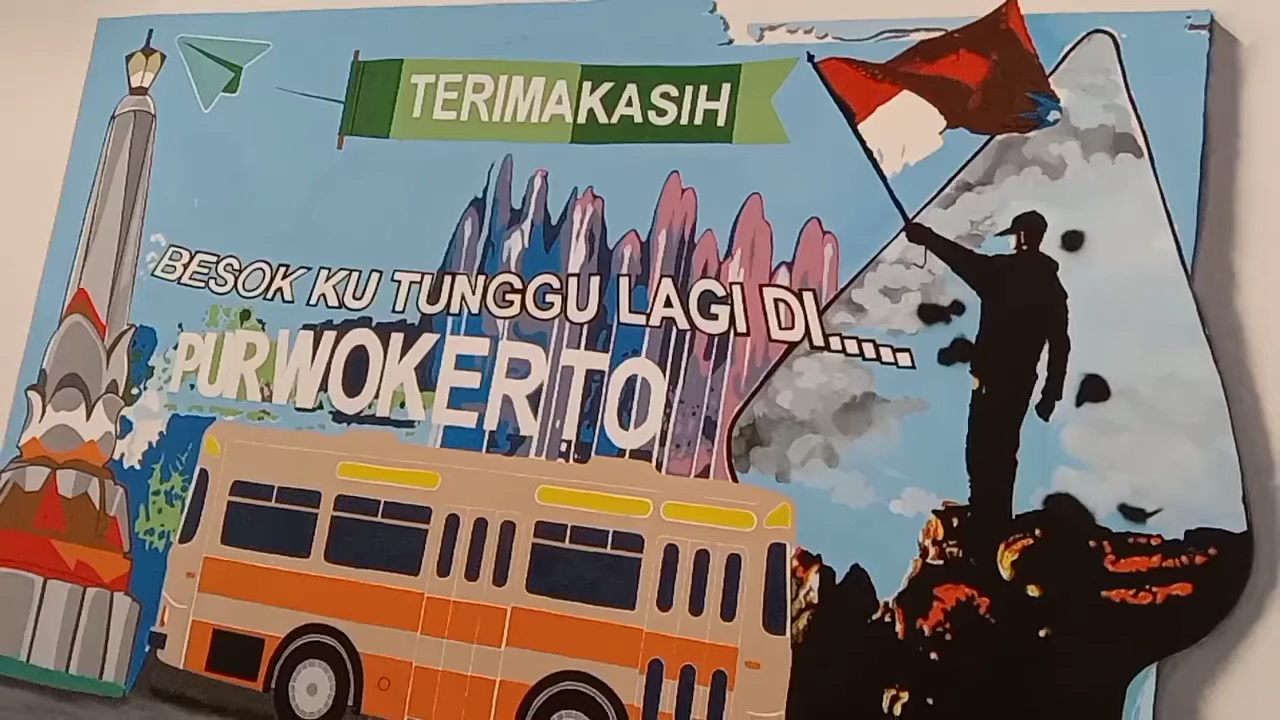 TERIMAKASIH
BESOK KU TUNGGU LAGI DI.....
PURWOKERTO